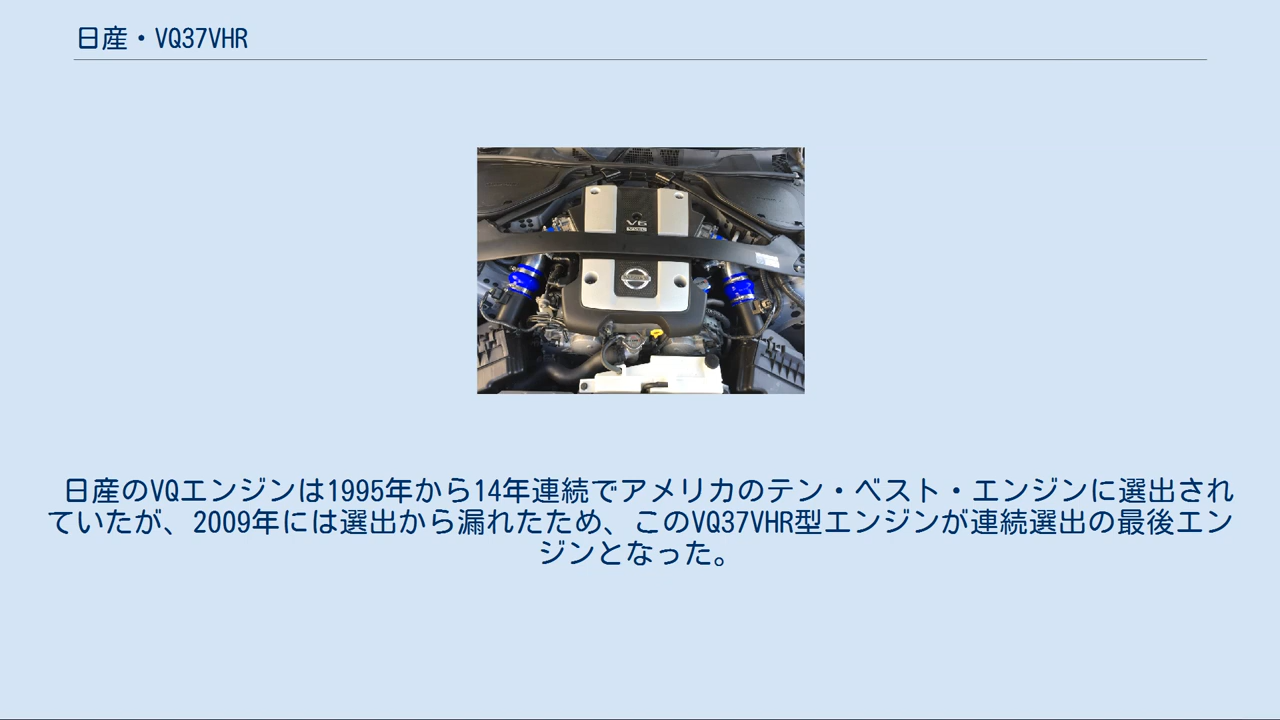 日産・VQ37VHR
V6
NISSAN
日産のVQエンジンは1995年から14年連続でアメリカのテン・ベスト・エンジンに選出され
ていたが、2009年には選出から漏れたため、このVQ37VHR型エンジンが連続選出の最後エン
ジンとなった。